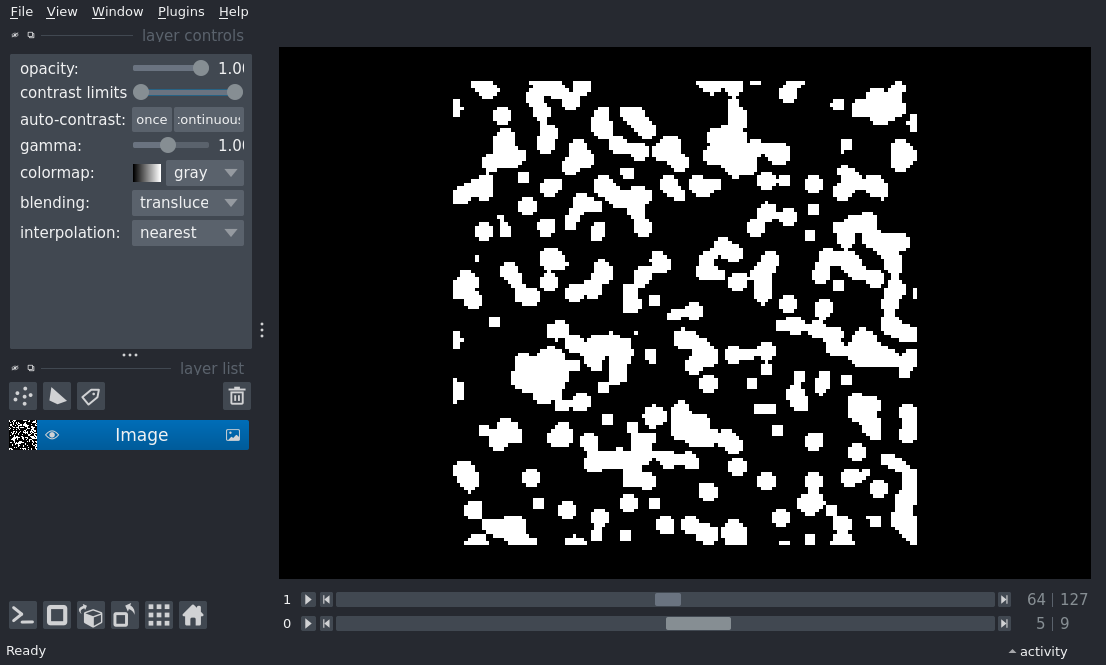 File View Window Plugins Help
layer controls
opacity: 1.00
contrast limits
auto-contrast: once continuous
gamma: 1.00
colormap: gray
blending: transluce
interpolation: nearest
layer list
Image
1 64 | 127
0 5 | 9
Ready activity